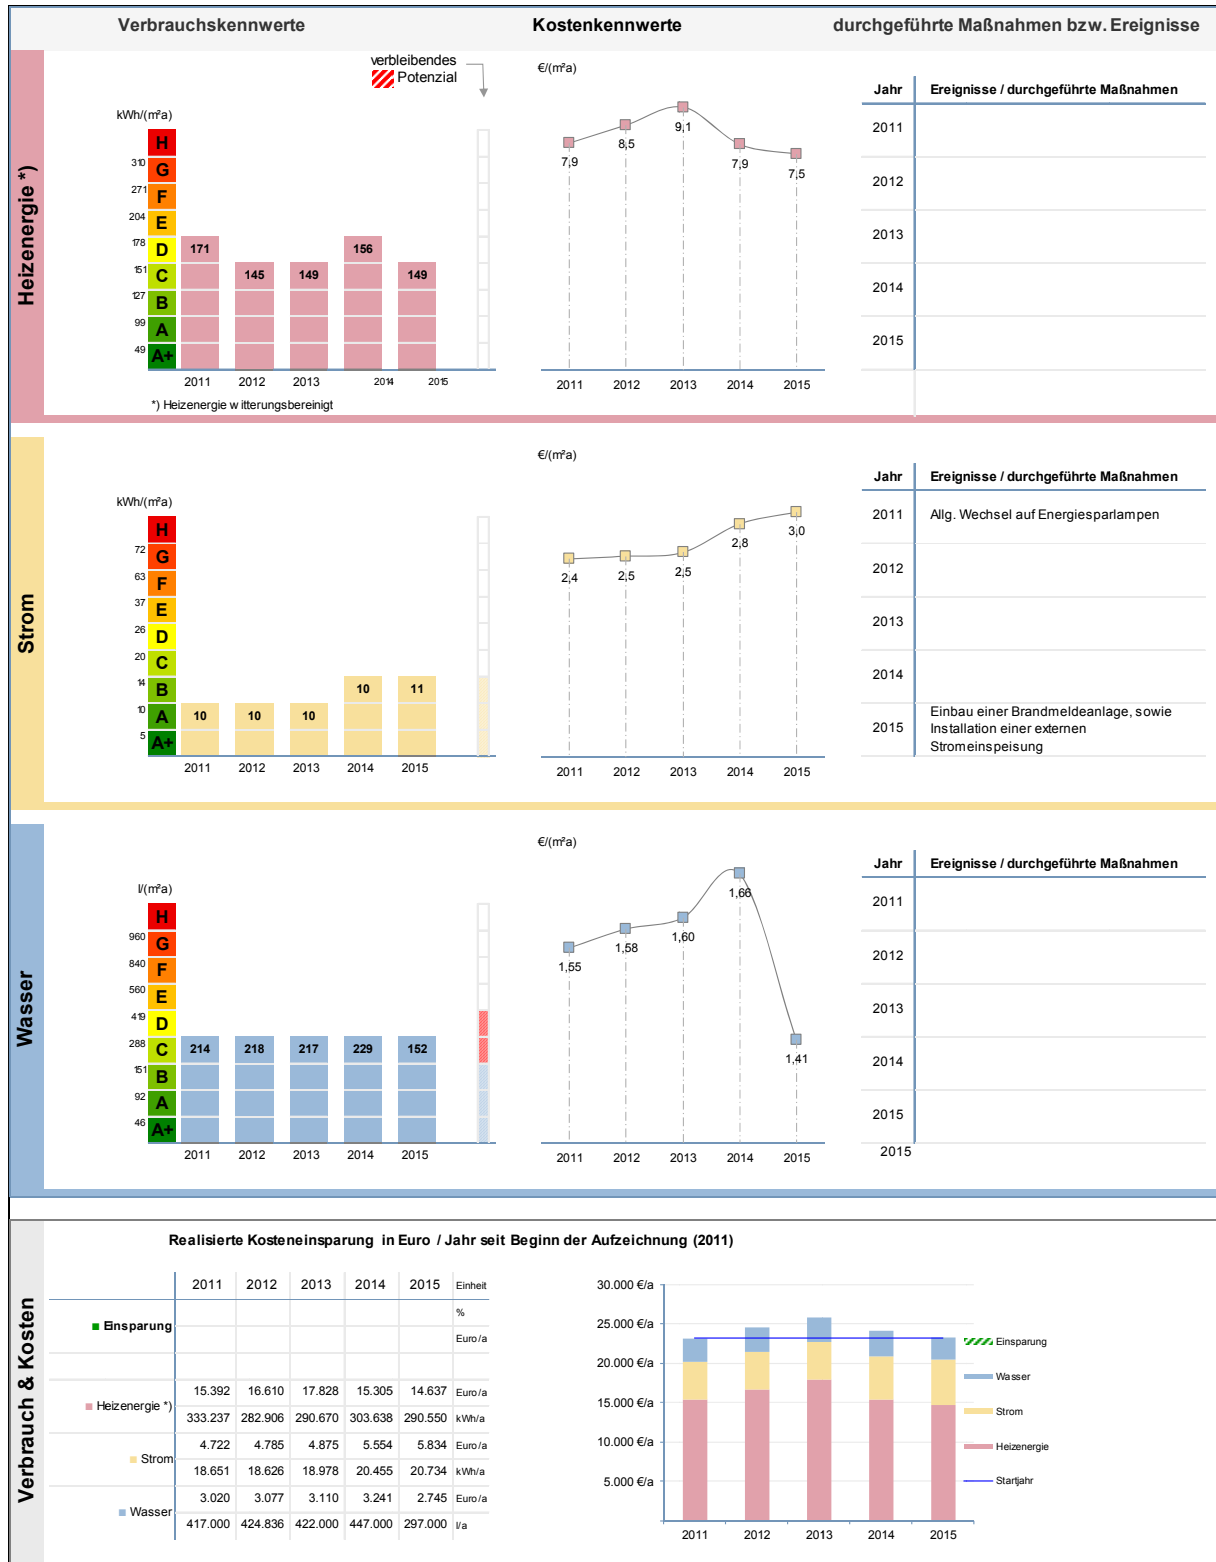 Verbrauchskennwerte Kostenkennwerte durchgeführte Maßnahmen bzw. Ereignisse
Heizenergie *)
verbleibendes
Potenzial
kWh/(m²a)
H
310
G
271
F
204
E
178
D
151
C
127
B
99
A
49
A+
171 145 149 156 149
2011 2012 2013 2014 2015
*) Heizenergie witterungsbereinigt
€/(m²a)
7,9 8,5 9,1 7,9 7,5
2011 2012 2013 2014 2015
Jahr Ereignisse / durchgeführte Maßnahmen
2011
2012
2013
2014
2015
Strom
kWh/(m²a)
H
72
G
63
F
37
E
26
D
20
C
14
B
10
A
5
A+
10 10 10 10 11
2011 2012 2013 2014 2015
€/(m²a)
2,4 2,5 2,5 2,8 3,0
2011 2012 2013 2014 2015
Jahr Ereignisse / durchgeführte Maßnahmen
2011 Allg. Wechsel auf Energiesparlampen
2012
2013
2014
2015 Einbau einer Brandmeldeanlage, sowie
Installation einer externen
Stromeinspeisung
Wasser
l/(m²a)
H
960
G
840
F
560
E
419
D
288
C
151
B
92
A
46
A+
214 218 217 229 152
2011 2012 2013 2014 2015
€/(m²a)
1,55 1,58 1,60 1,66 1,41
2011 2012 2013 2014 2015
Jahr Ereignisse / durchgeführte Maßnahmen
2011
2012
2013
2014
2015
2015
Verbrauch & Kosten
Realisierte Kosteneinsparung in Euro / Jahr seit Beginn der Aufzeichnung (2011)
2011 2012 2013 2014 2015 Einheit
Einsparung %
Euro/a
Heizenergie *)
15.392 16.610 17.828 15.305 14.637 Euro/a
333.237 282.906 290.670 303.638 290.550 kWh/a
Strom
4.722 4.785 4.875 5.554 5.834 Euro/a
18.651 18.626 18.978 20.455 20.734 kWh/a
Wasser
3.020 3.077 3.110 3.241 2.745 Euro/a
417.000 424.836 422.000 447.000 297.000 l/a
30.000 €/a
25.000 €/a
20.000 €/a
15.000 €/a
10.000 €/a
5.000 €/a
2011 2012 2013 2014 2015
Einsparung
Wasser
Strom
Heizenergie
Startjahr